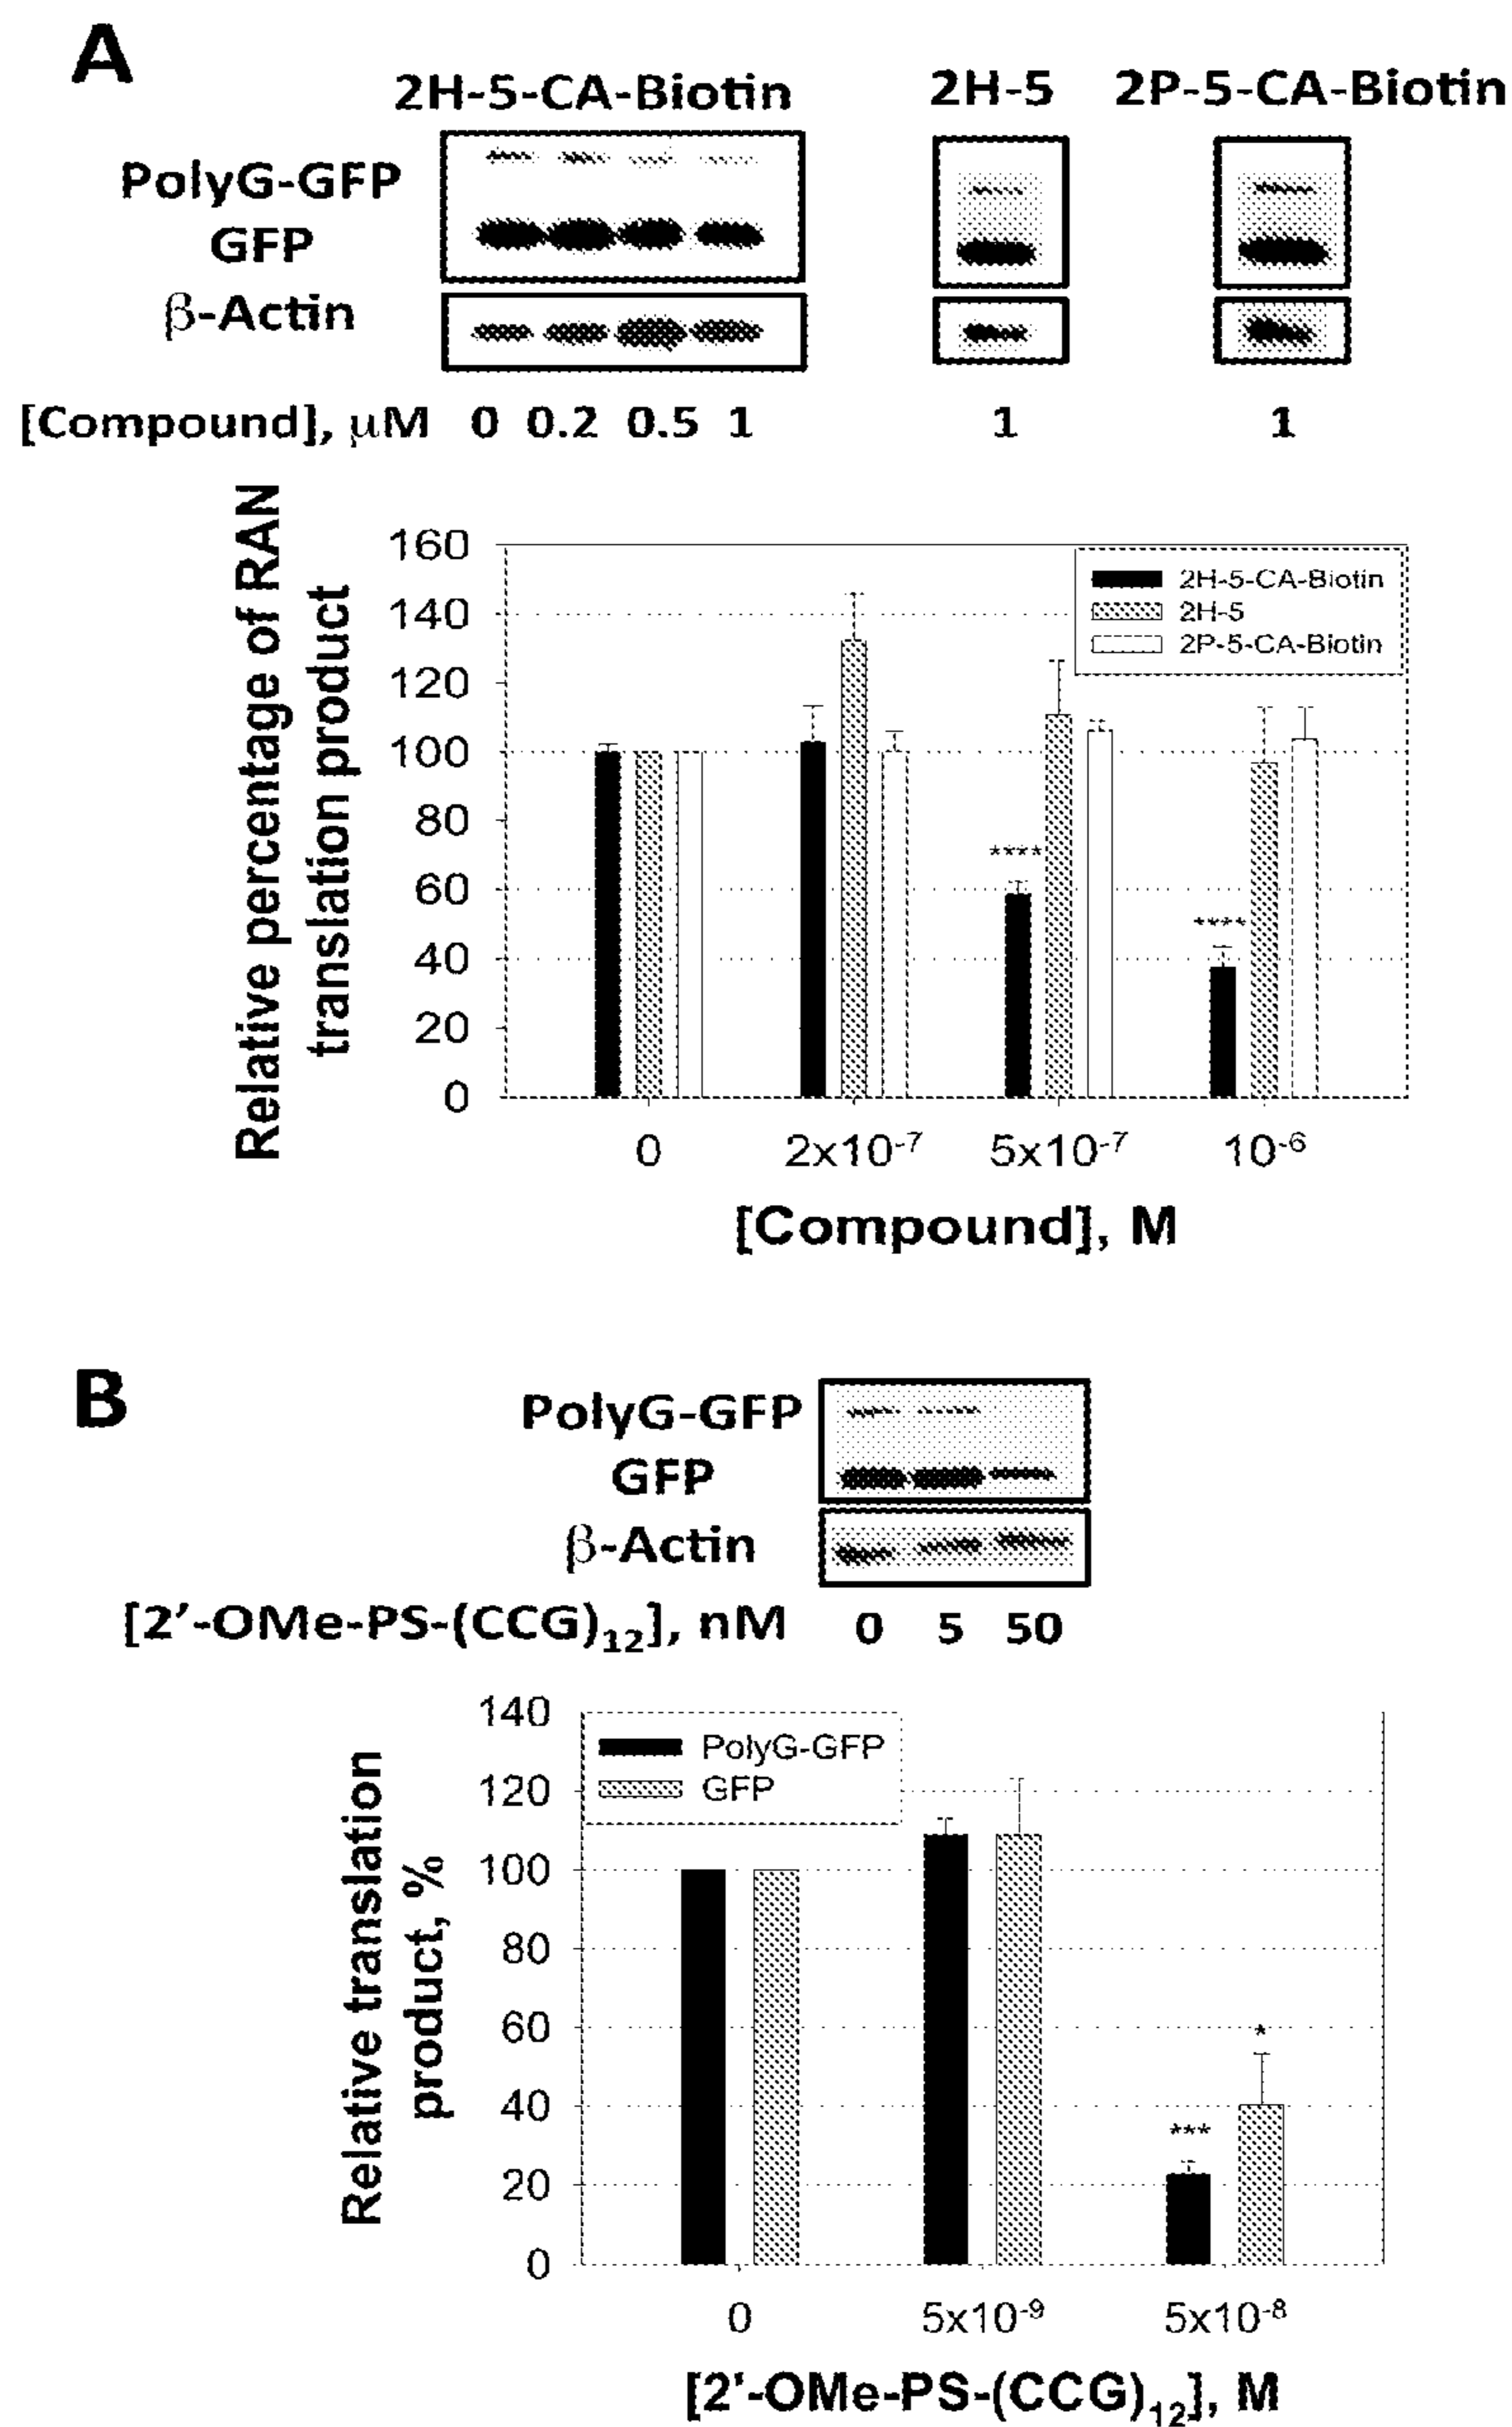 A
2H-5-CA-Biotin 2H-5 2P-5-CA-Biotin
PolyG-GFP
GFP
β-Actin
[Compound], μM 0 0.2 0.5 1 1 1
Relative percentage of RAN
translation product
160
140
120
100
80
60
40
20
0
2H-5-CA-Biotin
2H-5
2P-5-CA-Biotin
****
****
0 2x10⁻⁷ 5x10⁻⁷ 10⁻⁶
[Compound], M
B
PolyG-GFP
GFP
β-Actin
[2'-OMe-PS-(CCG)₁₂], nM 0 5 50
Relative translation
product, %
140
120
100
80
60
40
20
0
PolyG-GFP
GFP
*
***
0 5x10⁻⁹ 5x10⁻⁸
[2'-OMe-PS-(CCG)₁₂], M